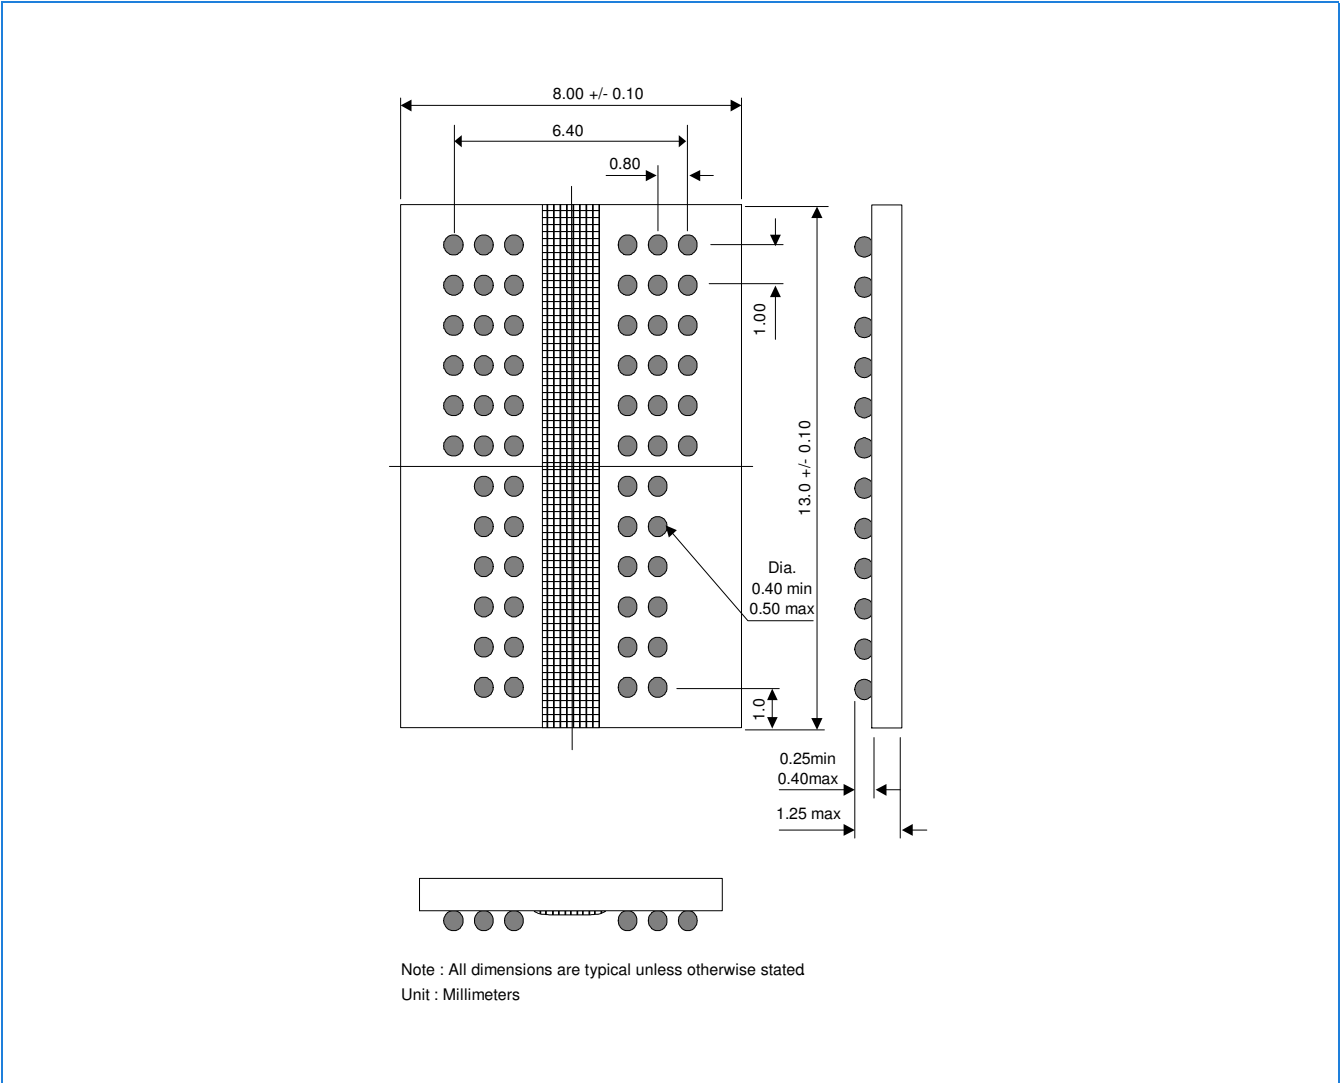 8.00 +/- 0.10
6.40
0.80
1.00
13.0 +/- 0.10
Dia.
0.40 min
0.50 max
1.0
0.25min
0.40max
1.25 max
Note : All dimensions are typical unless otherwise stated.
Unit : Millimeters